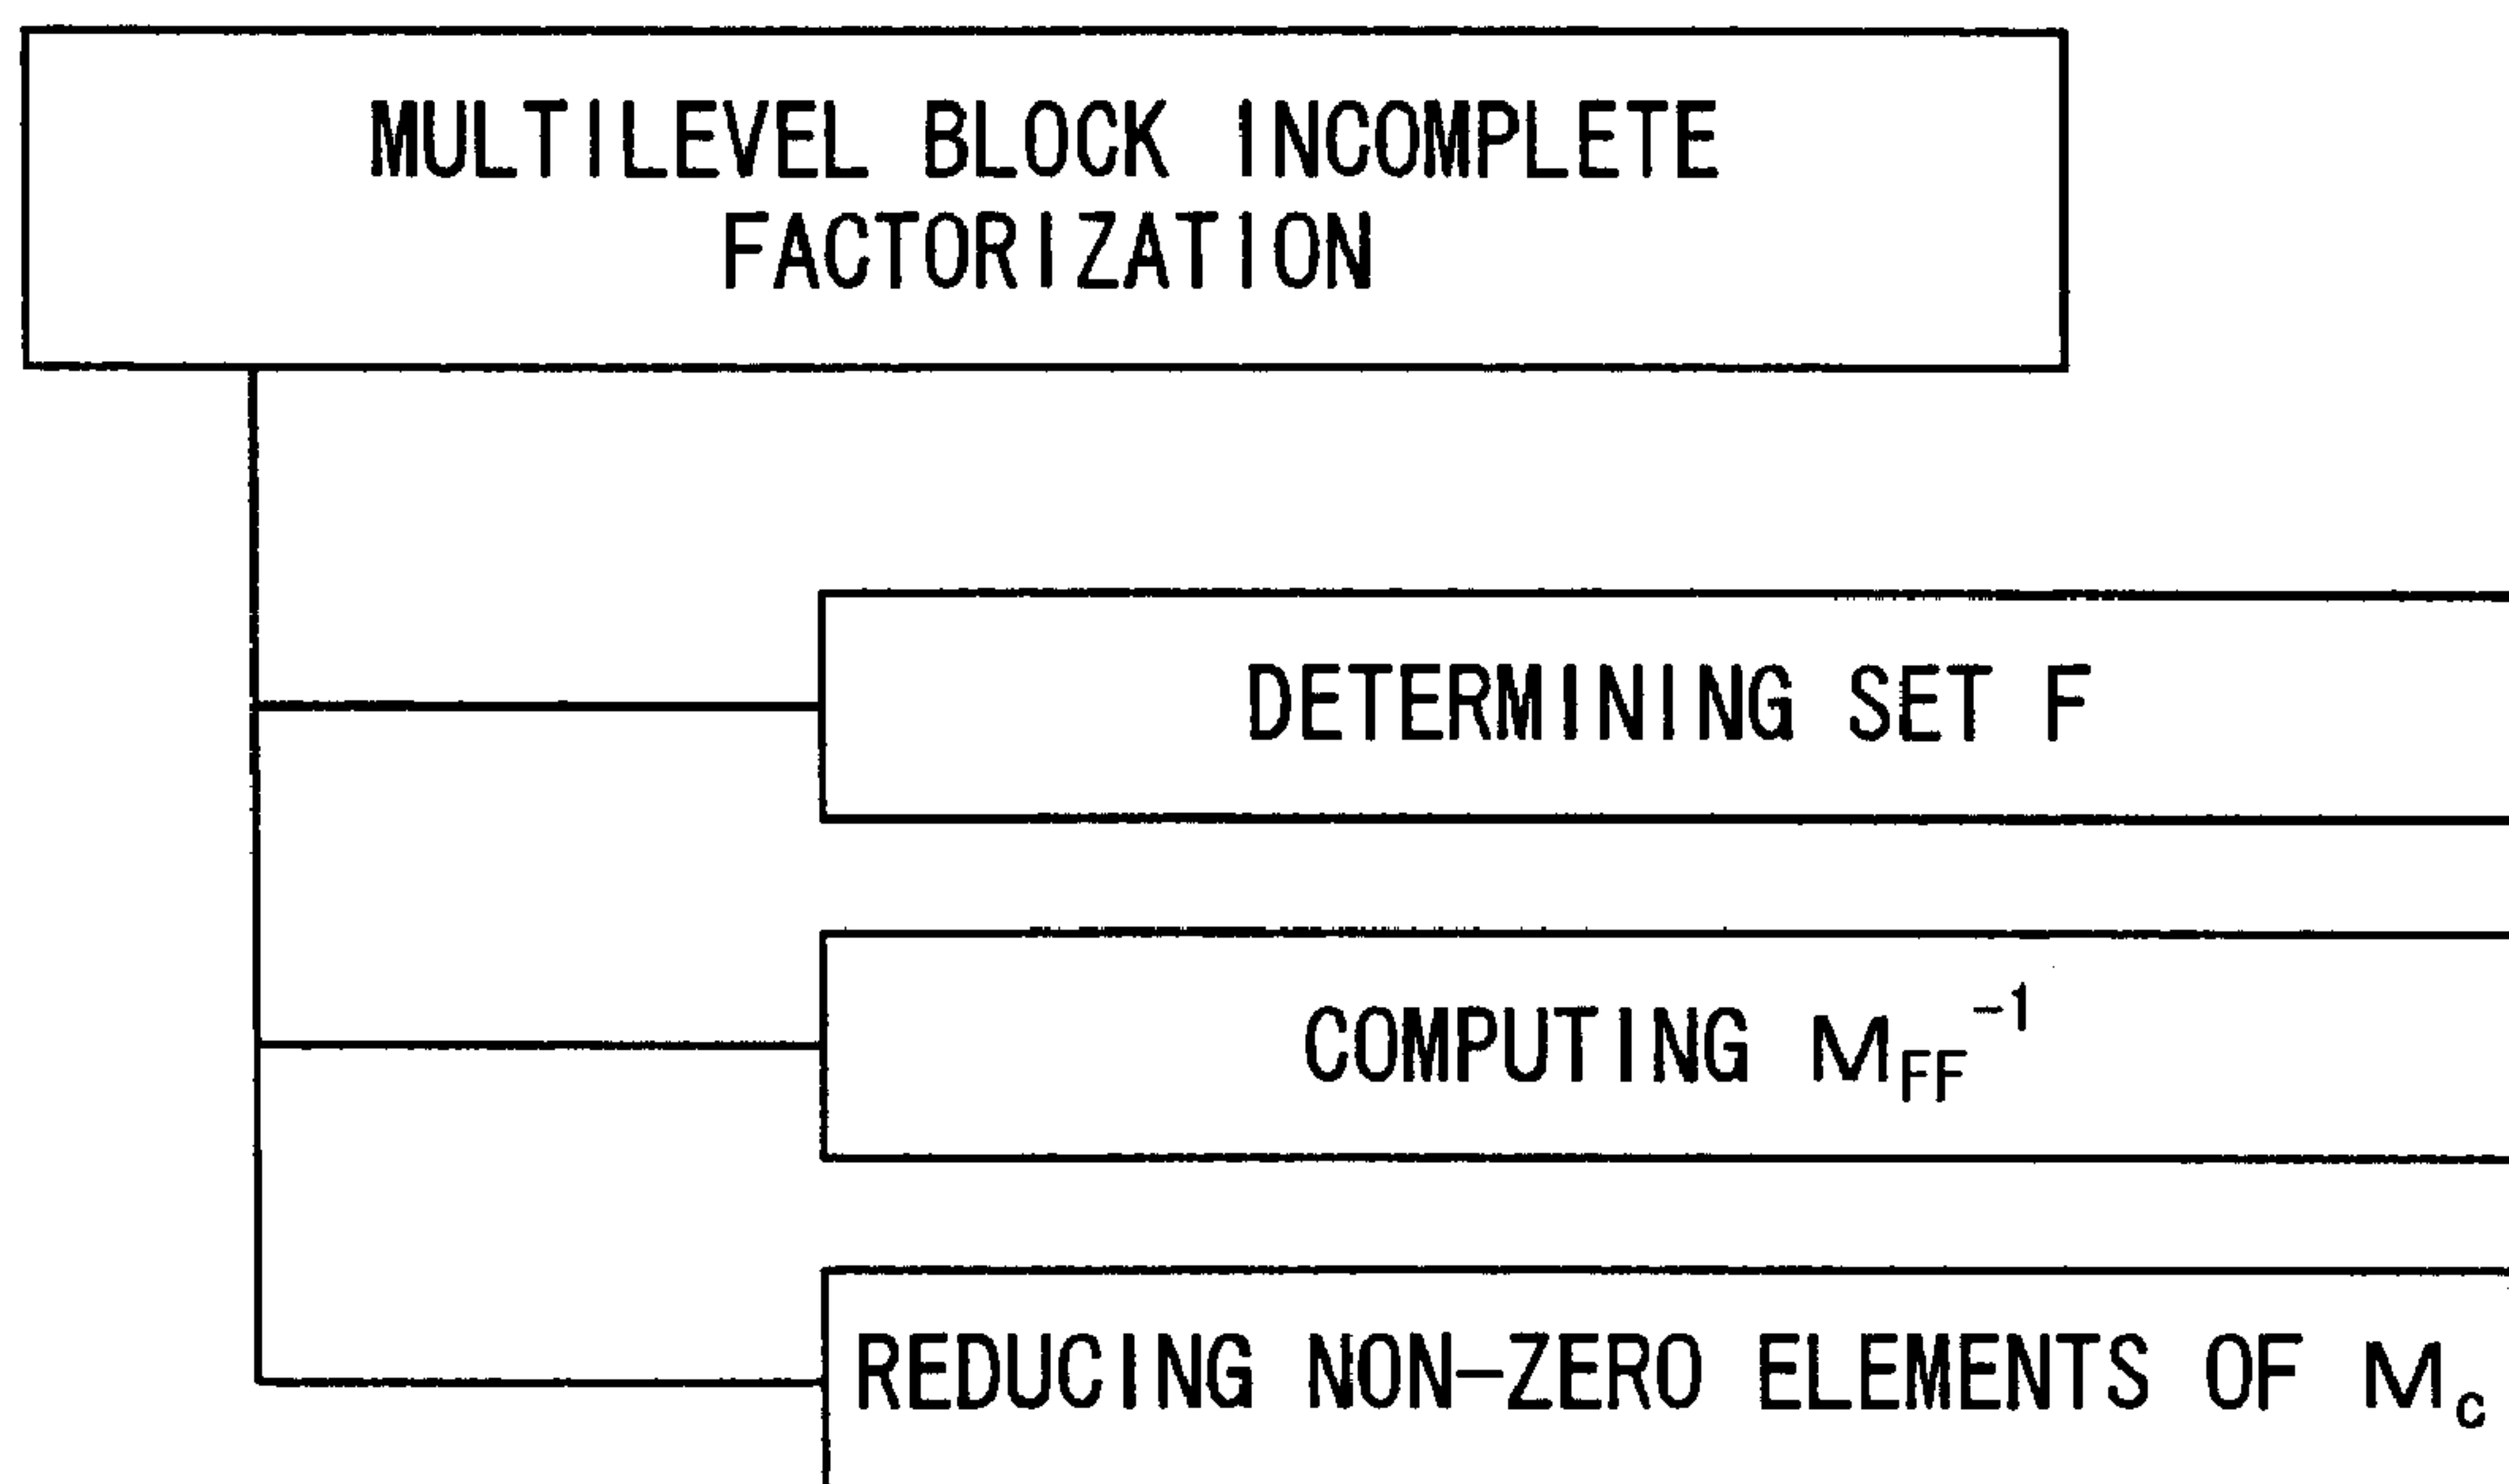 MULTILEVEL BLOCK INCOMPLETE
FACTORIZATION
DETERMINING SET F
COMPUTING M_FF^-1
REDUCING NON-ZERO ELEMENTS OF M_C